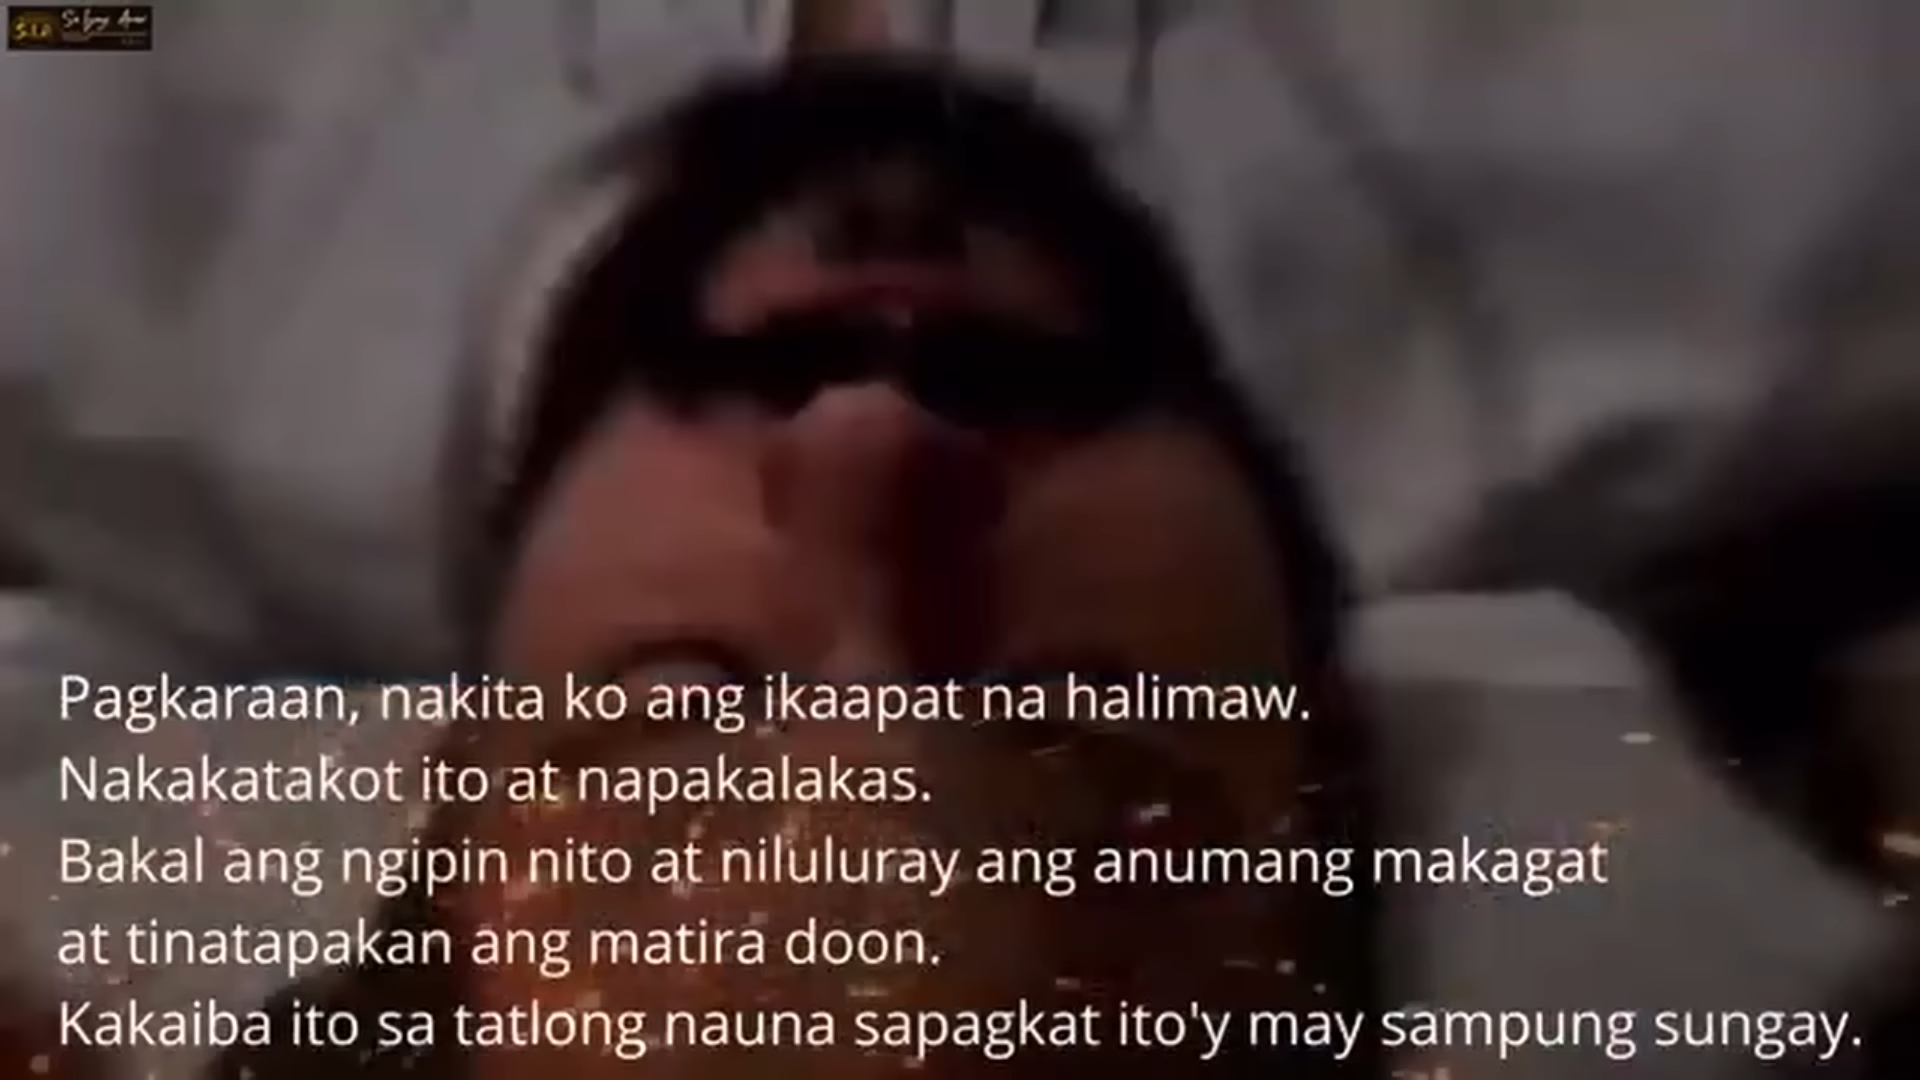 Pagkaraan, nakita ko ang ikaapat na halimaw.
Nakakatakot ito at napakalakas.
Bakal ang ngipin nito at niluluray ang anumang makagat
at tinatapakan ang matira doon.
Kakaiba ito sa tatlong nauna sapagkat ito'y may sampung sungay.